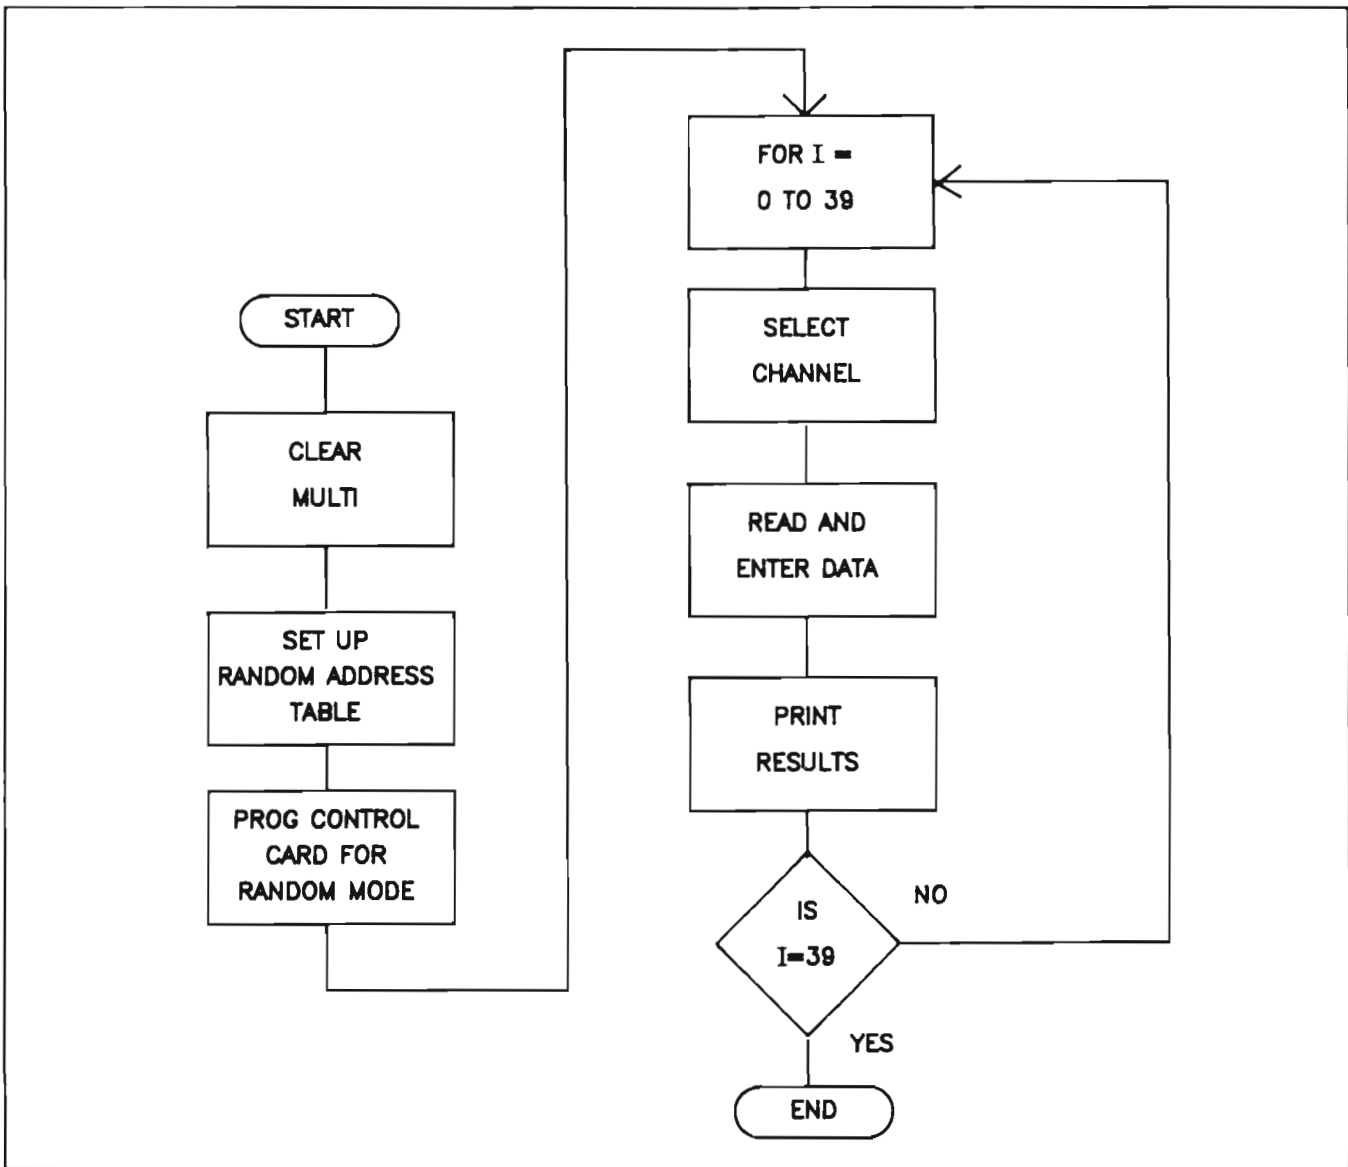 START
CLEAR
MULTI
SET UP
RANDOM ADDRESS
TABLE
PROG CONTROL
CARD FOR
RANDOM MODE
FOR I =
0 TO 39
SELECT
CHANNEL
READ AND
ENTER DATA
PRINT
RESULTS
IS
I=39
NO
YES
END